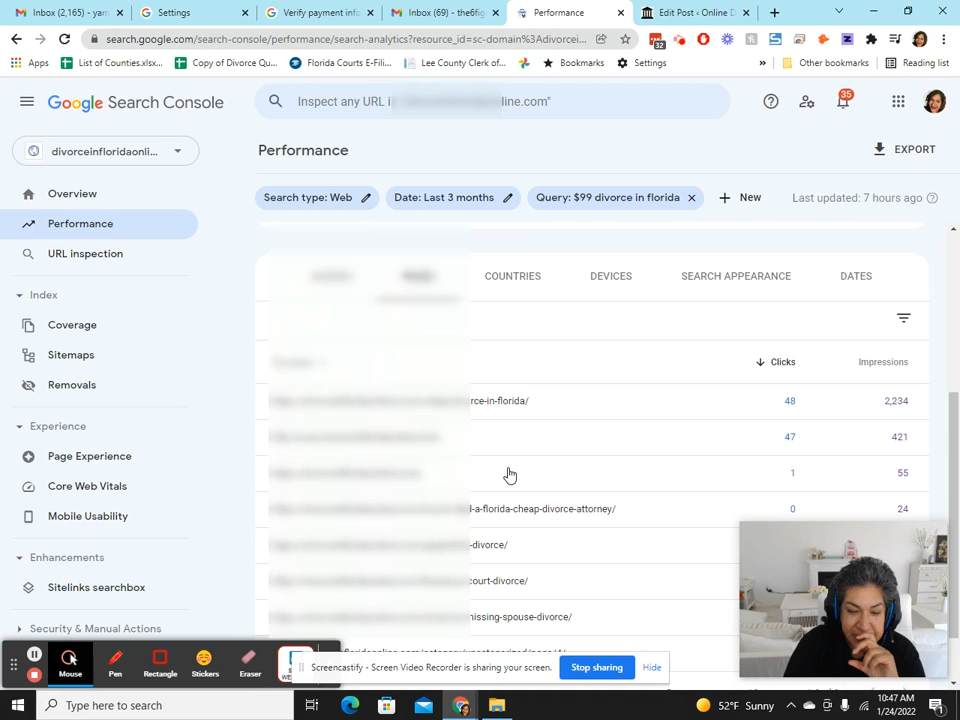 Inbox (2,165) - yam
Settings
Verify payment info
Inbox (69) - the6fig
Performance
Edit Post ‹ Online D
search.google.com/search-console/performance/search-analytics?resource_id=sc-domain%3Adivorcei...
32
Apps
List of Counties.xlsx...
Copy of Divorce Qu...
Florida Courts E-Fili...
Lee County Clerk of...
Bookmarks
Settings
»
Other bookmarks
Reading list
Google Search Console
Inspect any URL i
line.com"
35
divorceinfloridaonli...
Performance
EXPORT
Search type: Web
Date: Last 3 months
Query: $99 divorce in florida
New
Last updated: 7 hours ago
Overview
Performance
URL inspection
Index
Coverage
Sitemaps
Removals
Experience
Page Experience
Core Web Vitals
Mobile Usability
Enhancements
Sitelinks searchbox
Security & Manual Actions
COUNTRIES
DEVICES
SEARCH APPEARANCE
DATES
Clicks
Impressions
rce-in-florida/
48
2,234
47
421
1
55
d-a-florida-cheap-divorce-attorney/
0
24
-divorce/
court-divorce/
missing-spouse-divorce/
Mouse
Pen
Rectangle
Stickers
Eraser
Screencastify - Screen Video Recorder is sharing your screen.
Stop sharing
Hide
Type here to search
52°F Sunny
10:47 AM
1/24/2022
1